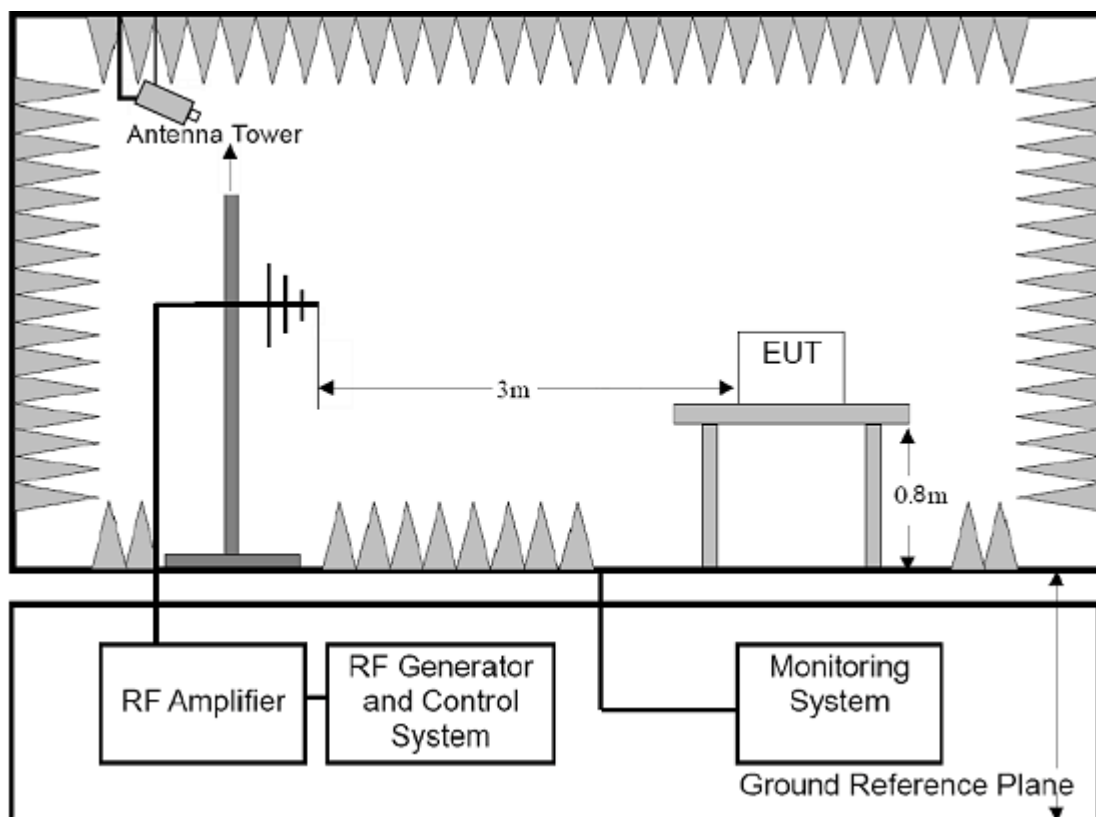 Antenna Tower
EUT
3m
0.8m
RF Amplifier
RF Generator
and Control
System
Monitoring
System
Ground Reference Plane